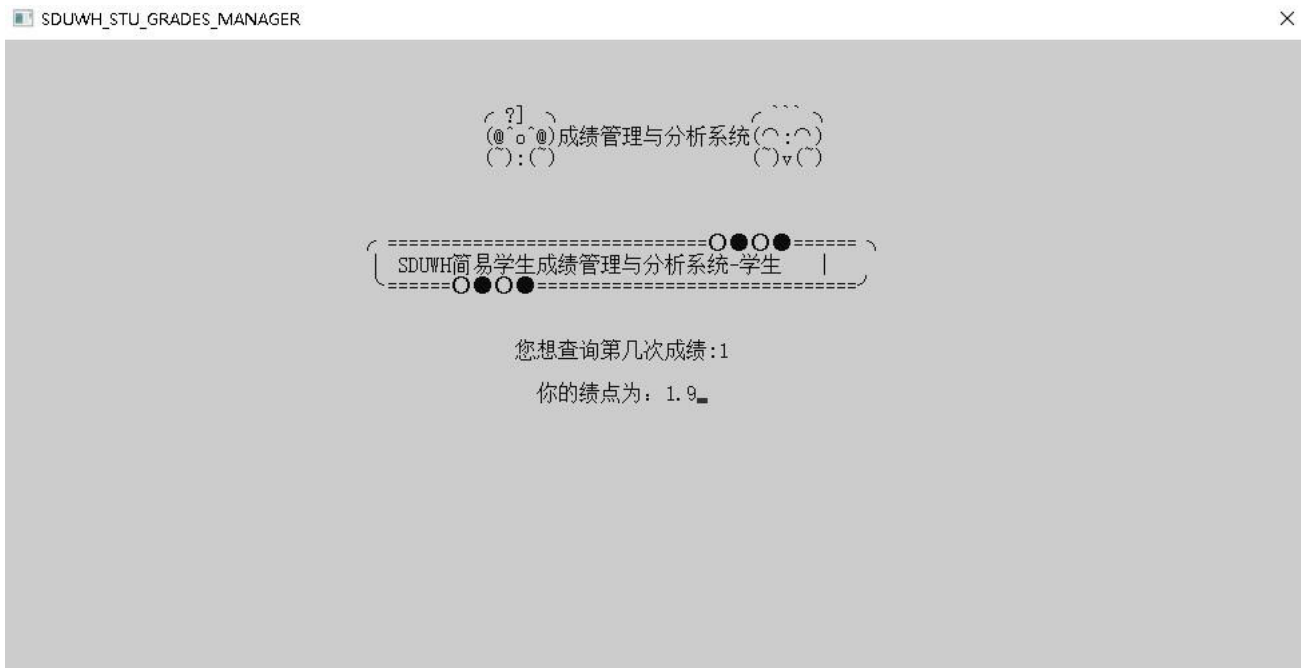 SDUWH_STU_GRADES_MANAGER
╭ ?] ╮ ╭ ``` ╮
(@^o^@)成绩管理与分析系统(⌒:⌒)
(~):(~) (~)v(~)
╭ ==============================○●○●====== ╮
│ SDUWH简易学生成绩管理与分析系统-学生 │
╰======○●○●==============================╯
您想查询第几次成绩:1
你的绩点为：1.9